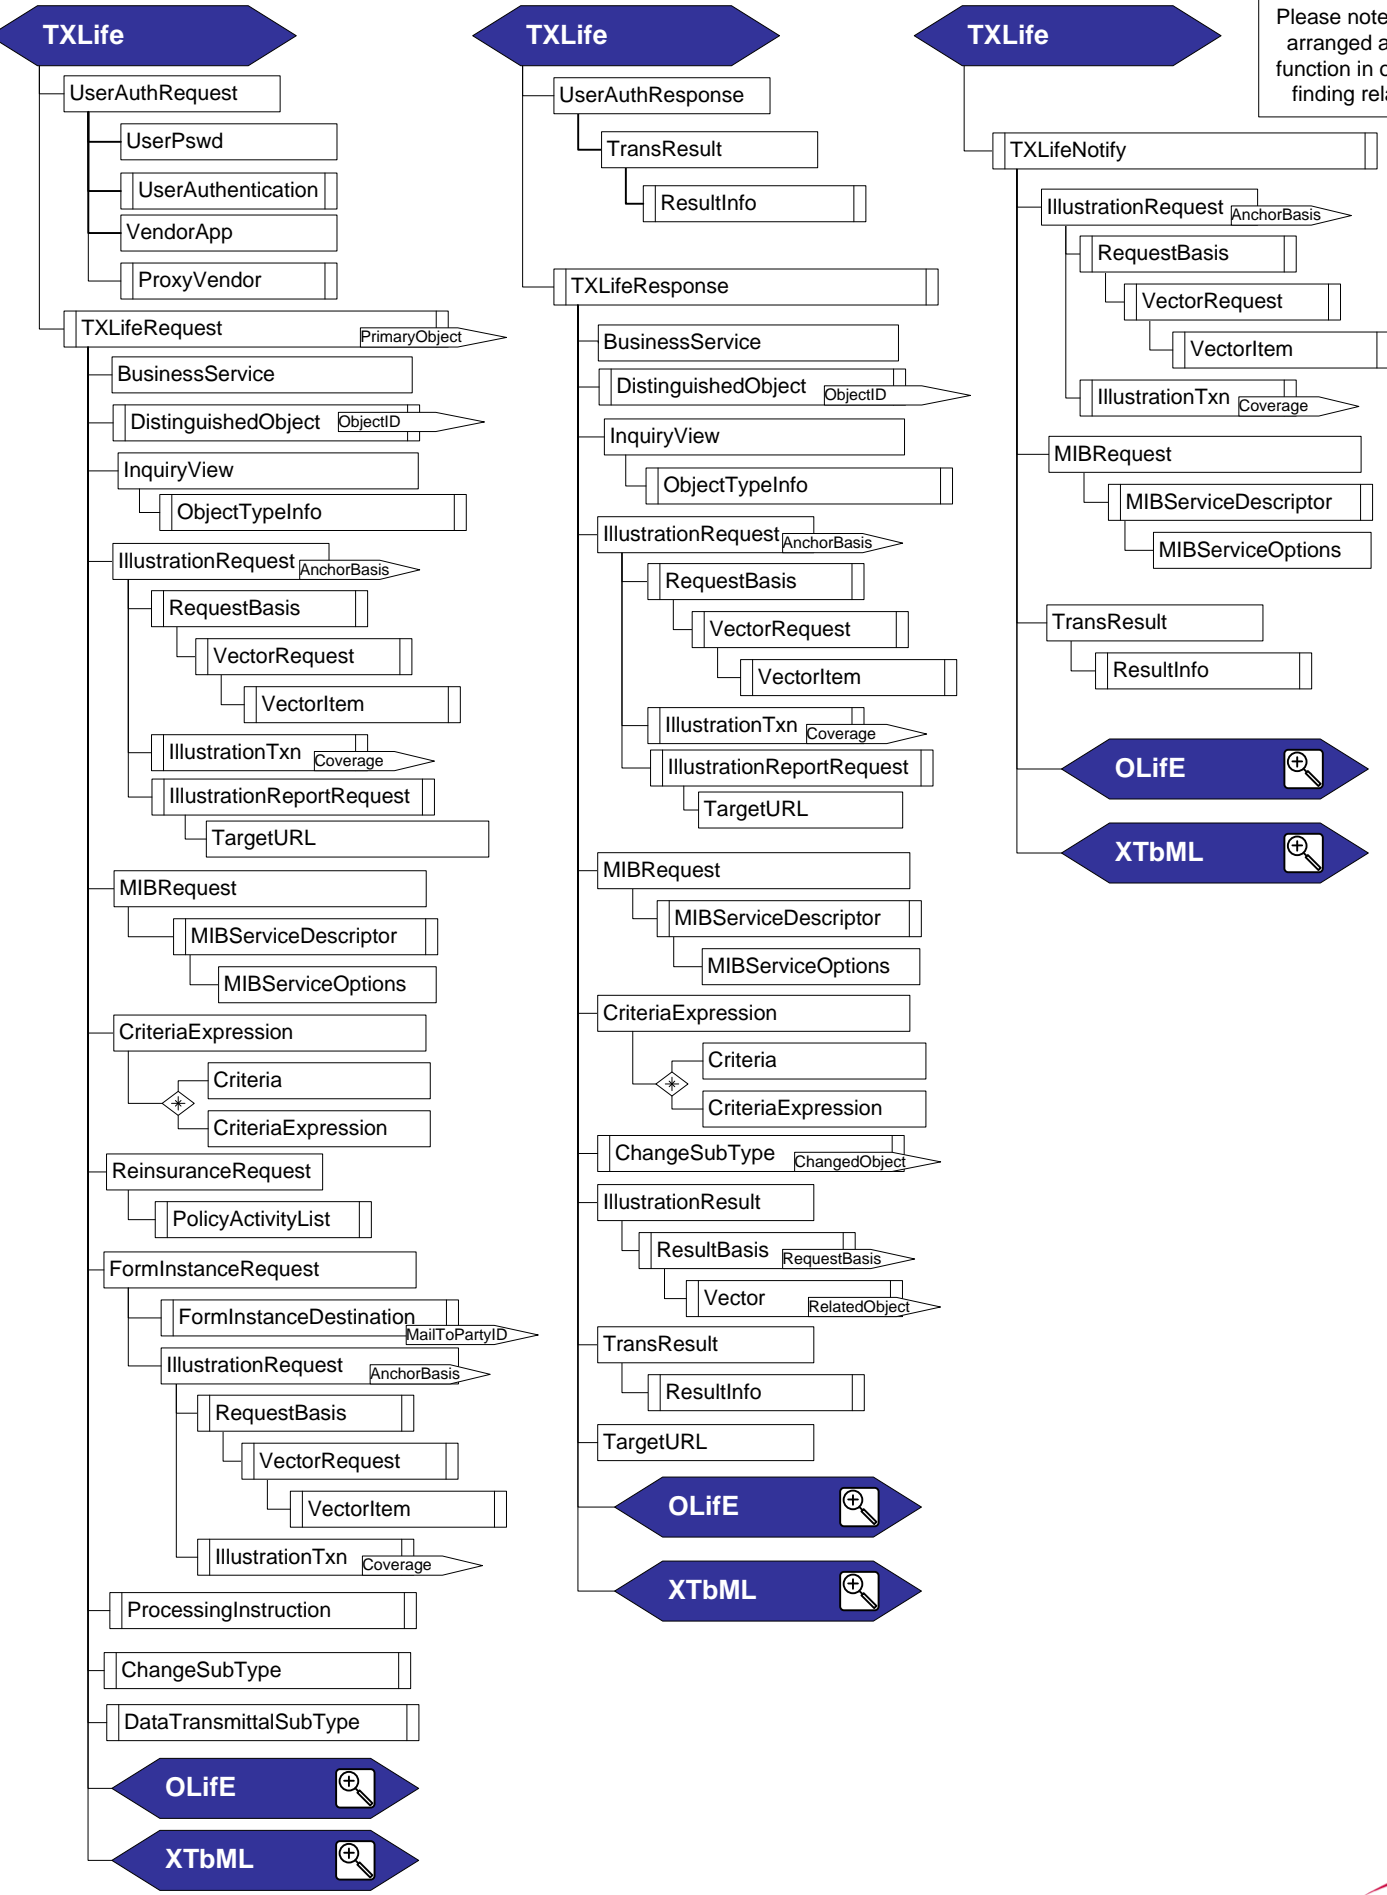 TXLife
UserAuthRequest
UserPswd
UserAuthentication
VendorApp
ProxyVendor
TXLifeRequest
PrimaryObject
BusinessService
DistinguishedObject
ObjectID
InquiryView
ObjectTypeInfo
IllustrationRequest
AnchorBasis
RequestBasis
VectorRequest
VectorItem
IllustrationTxn
Coverage
IllustrationReportRequest
TargetURL
MIBRequest
MIBServiceDescriptor
MIBServiceOptions
CriteriaExpression
Criteria
CriteriaExpression
ReinsuranceRequest
PolicyActivityList
FormInstanceRequest
FormInstanceDestination
MailToPartyID
IllustrationRequest
AnchorBasis
RequestBasis
VectorRequest
VectorItem
IllustrationTxn
Coverage
ProcessingInstruction
ChangeSubType
DataTransmittalSubType
OLifE
XTbML
TXLife
UserAuthResponse
TransResult
ResultInfo
TXLifeResponse
BusinessService
DistinguishedObject
ObjectID
InquiryView
ObjectTypeInfo
IllustrationRequest
AnchorBasis
RequestBasis
VectorRequest
VectorItem
IllustrationTxn
Coverage
IllustrationReportRequest
TargetURL
MIBRequest
MIBServiceDescriptor
MIBServiceOptions
CriteriaExpression
Criteria
CriteriaExpression
ChangeSubType
ChangedObject
IllustrationResult
ResultBasis
RequestBasis
Vector
RelatedObject
TransResult
ResultInfo
TargetURL
OLifE
XTbML
TXLife
TXLifeNotify
IllustrationRequest
AnchorBasis
RequestBasis
VectorRequest
VectorItem
IllustrationTxn
Coverage
MIBRequest
MIBServiceDescriptor
MIBServiceOptions
TransResult
ResultInfo
OLifE
XTbML
Please note
arranged a
function in
finding